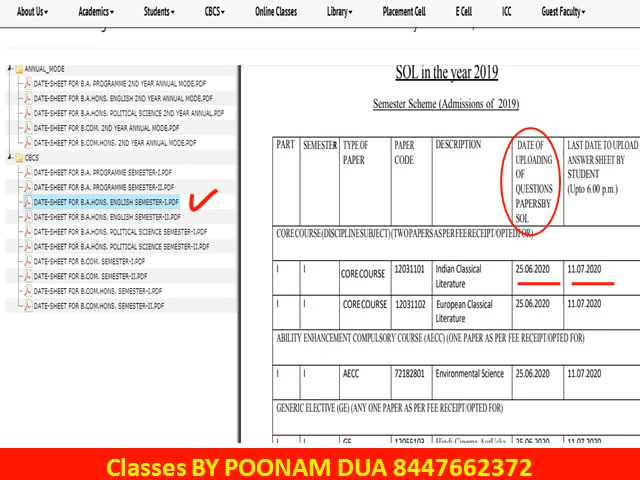 About Us Academics Students CBCS Online Classes Library Placement Cell E Cell ICC Guest Faculty
ANNUAL_MODE
DATE-SHEET FOR B.A. PROGRAMME 2ND YEAR ANNUAL MODE.PDF
DATE-SHEET FOR B.A.HONS. ENGLISH 2ND YEAR ANNUAL MODE.PDF
DATE-SHEET FOR B.A.HONS. POLITICAL SCIENCE 2ND YEAR ANNUAL.PDF
DATE-SHEET FOR B.COM. 2ND YEAR ANNUAL MODE.PDF
DATE-SHEET FOR B.COM.HONS. 2ND YEAR ANNUAL MODE.PDF
CBCS
DATE-SHEET FOR B.A. PROGRAMME SEMESTER-I.PDF
DATE-SHEET FOR B.A. PROGRAMME SEMESTER-II.PDF
DATE-SHEET FOR B.A.HONS. ENGLISH SEMESTER-I.PDF
DATE-SHEET FOR B.A.HONS. ENGLISH SEMESTER-II.PDF
DATE-SHEET FOR B.A.HONS. POLITICAL SCIENCE SEMESTER-I.PDF
DATE-SHEET FOR B.A.HONS. POLITICAL SCIENCE SEMESTER-II.PDF
DATE-SHEET FOR B.COM. SEMESTER-I.PDF
DATE-SHEET FOR B.COM. SEMESTER-II.PDF
DATE-SHEET FOR B.COM.HONS. SEMESTER-I.PDF
DATE-SHEET FOR B.COM.HONS. SEMESTER-II.PDF
SOL in the year 2019
Semester Scheme (Admissions of 2019)
PART SEMESTER TYPE OF PAPER PAPER CODE DESCRIPTION DATE OF UPLOADING OF QUESTIONS PAPERSBY SOL LAST DATE TO UPLOAD ANSWER SHEET BY STUDENT (Upto 6.00 p.m.)
CORE COURSE (DISCIPLINE SUBJECT) (TWO PAPERS AS PER FEE RECEIPT/OPTED FOR)
I I CORE COURSE 12031101 Indian Classical Literature 25.06.2020 11.07.2020
CORE COURSE 12031102 European Classical Literature 25.06.2020 11.07.2020
ABILITY ENHANCEMENT COMPULSORY COURSE (AECC) (ONE PAPER AS PER FEE RECEIPT/OPTED FOR)
I I AECC 72182801 Environmental Science 25.06.2020 11.07.2020
GENERIC ELECTIVE (GE) (ANY ONE PAPER AS PER FEE RECEIPT/OPTED FOR)
Classes BY POONAM DUA 8447662372